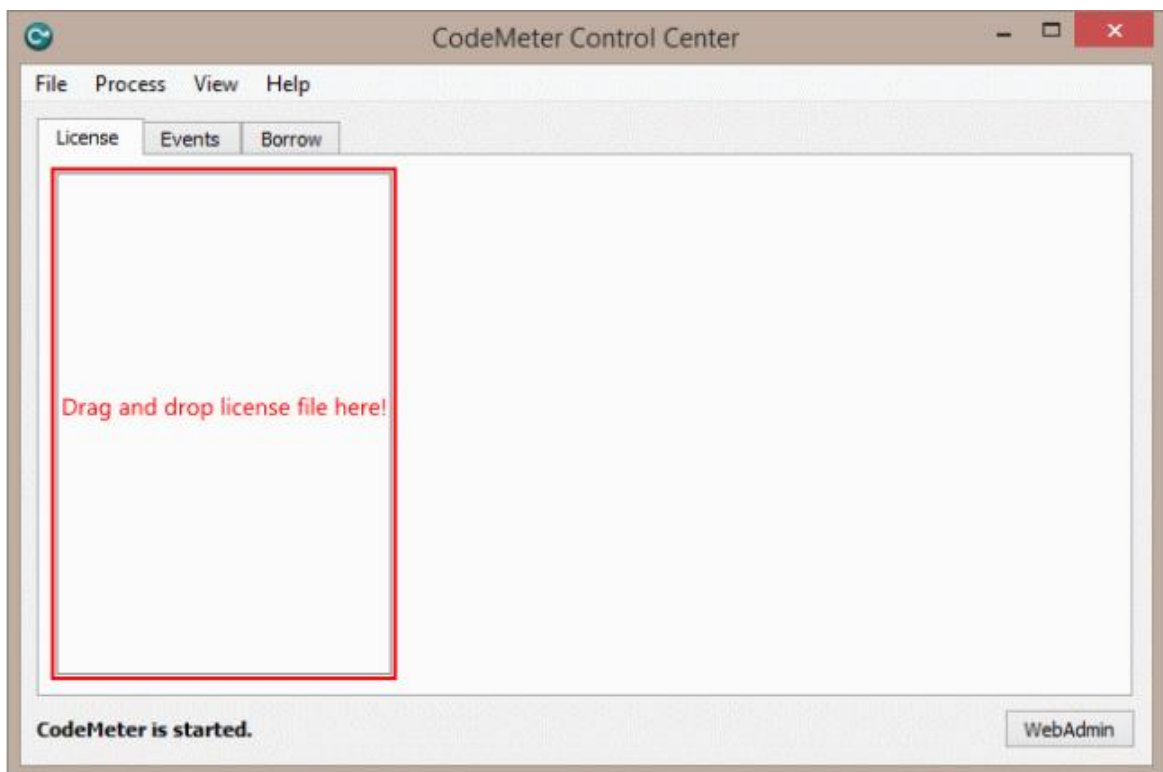 CodeMeter Control Center
File Process View Help
License Events Borrow
Drag and drop license file here!
CodeMeter is started.
WebAdmin